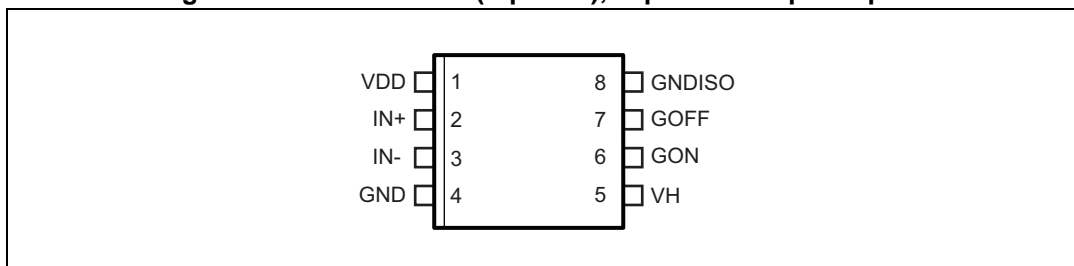 VDD 1 8 GNDISO
IN+ 2 7 GOFF
IN- 3 6 GON
GND 4 5 VH